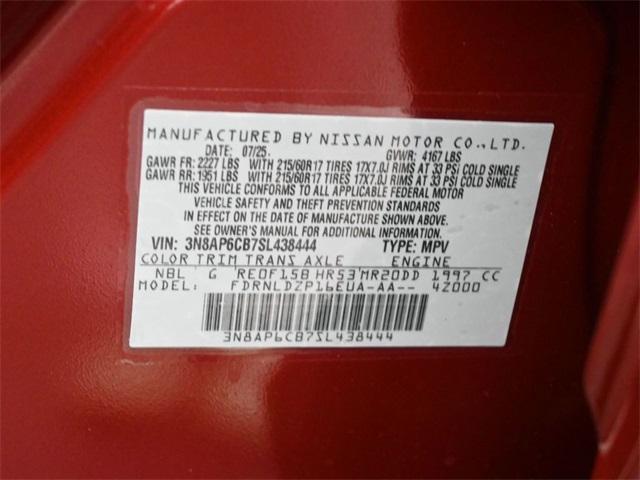 MANUFACTURED BY NISSAN MOTOR CO.,LTD.
DATE: 07/25. GVWR: 4167 LBS
GAWR FR: 2227 LBS WITH 215/60R17 TIRES 17X7.0J RIMS AT 33 PSI COLD SINGLE
GAWR RR: 1951 LBS WITH 215/60R17 TIRES 17X7.0J RIMS AT 33 PSI COLD SINGLE
THIS VEHICLE CONFORMS TO ALL APPLICABLE FEDERAL MOTOR
VEHICLE SAFETY AND THEFT PREVENTION STANDARDS
IN EFFECT ON THE DATE OF MANUFACTURE SHOWN ABOVE.
SEE OWNER'S MANUAL FOR ADDITIONAL INFORMATION.
VIN: 3N8AP6CB7SL438444 TYPE: MPV
COLOR TRIM TRANS AXLE ENGINE
NBL G RE0F15B HR53 MR20DD 1997 CC
MODEL: FDRNLDZP16EUA-AA-- 4Z000
3N8AP6CB7SL438444